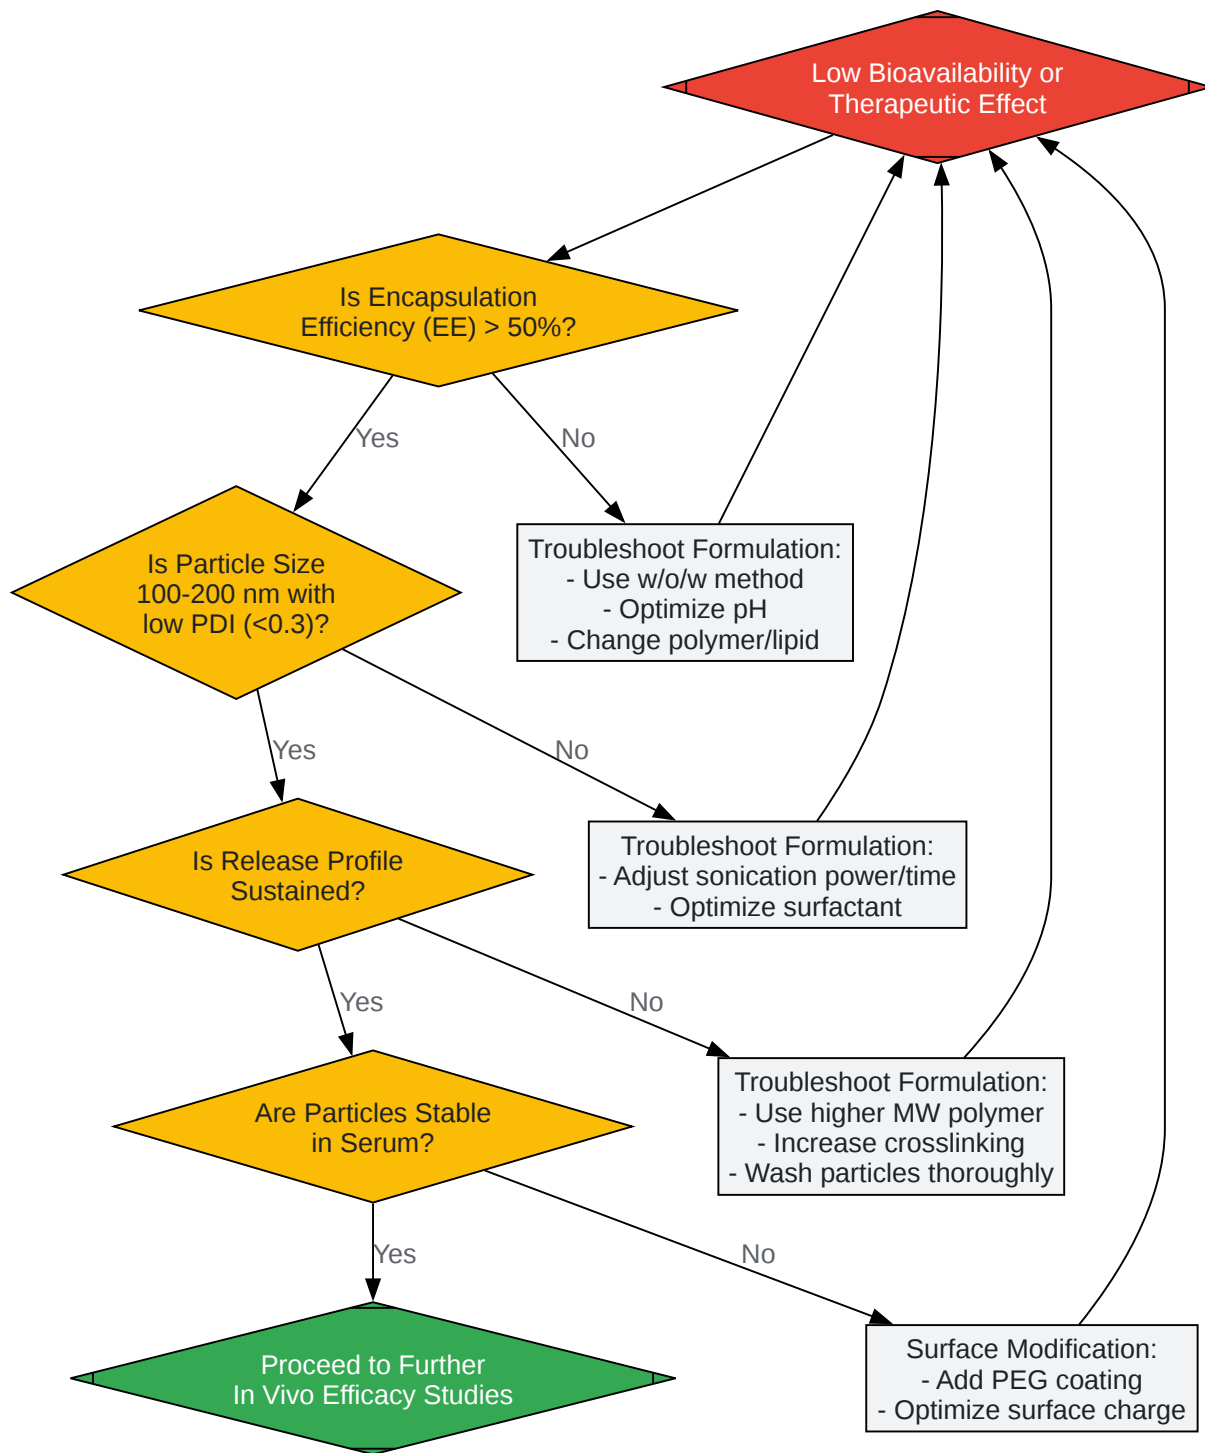 Low Bioavailability or
Therapeutic Effect
Is Encapsulation
Efficiency (EE) > 50%?
Yes
No
Is Particle Size
100-200 nm with
low PDI (<0.3)?
Troubleshoot Formulation:
- Use w/o/w method
- Optimize pH
- Change polymer/lipid
Yes
No
Is Release Profile
Sustained?
Troubleshoot Formulation:
- Adjust sonication power/time
- Optimize surfactant
Yes
No
Are Particles Stable
in Serum?
Troubleshoot Formulation:
- Use higher MW polymer
- Increase crosslinking
- Wash particles thoroughly
Yes
No
Proceed to Further
In Vivo Efficacy Studies
Surface Modification:
- Add PEG coating
- Optimize surface charge